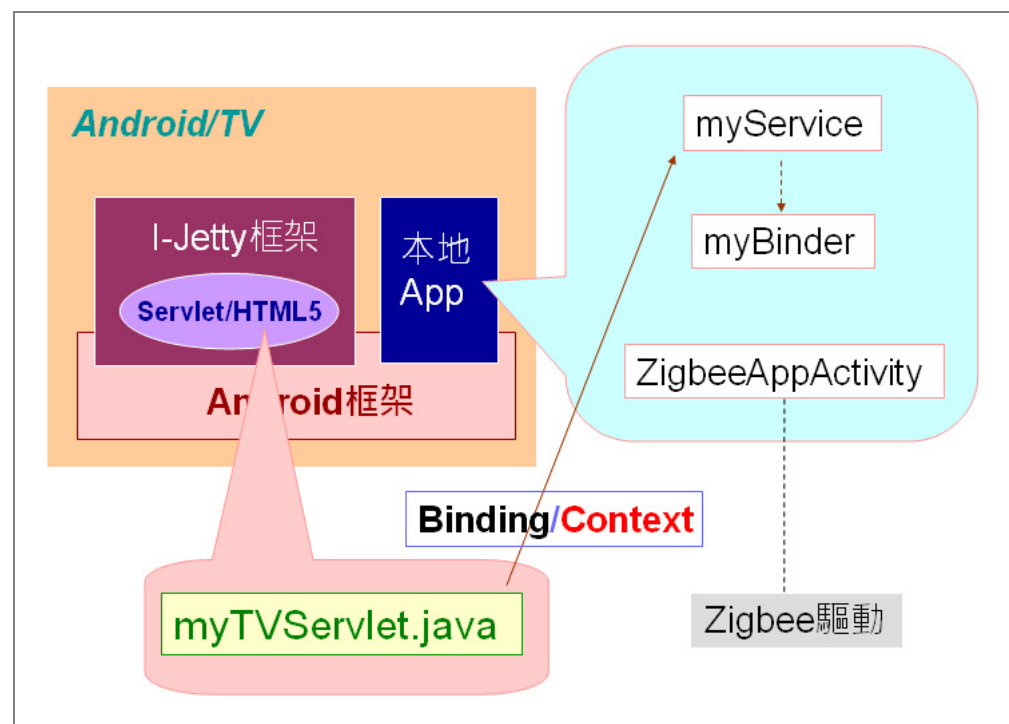 Android/TV
I-Jetty框架
Servlet/HTML5
本地
App
Android框架
myService
myBinder
ZigbeeAppActivity
Binding/Context
myTVServlet.java
Zigbee驅動